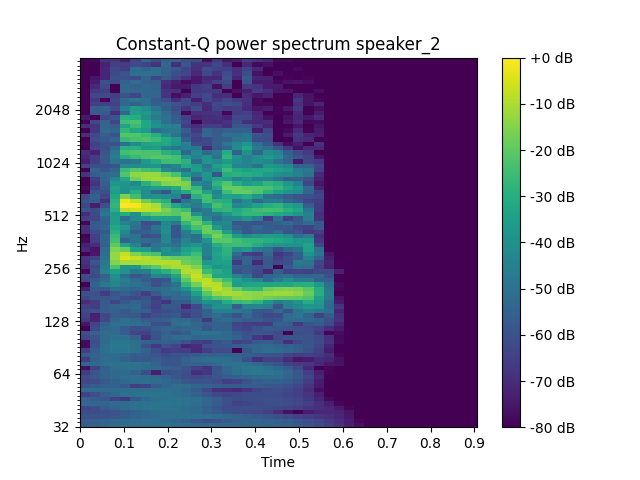 Constant-Q power spectrum speaker_2
Hz
2048
1024
512
256
128
64
32
0 0.1 0.2 0.3 0.4 0.5 0.6 0.7 0.8 0.9
Time
+0 dB
-10 dB
-20 dB
-30 dB
-40 dB
-50 dB
-60 dB
-70 dB
-80 dB